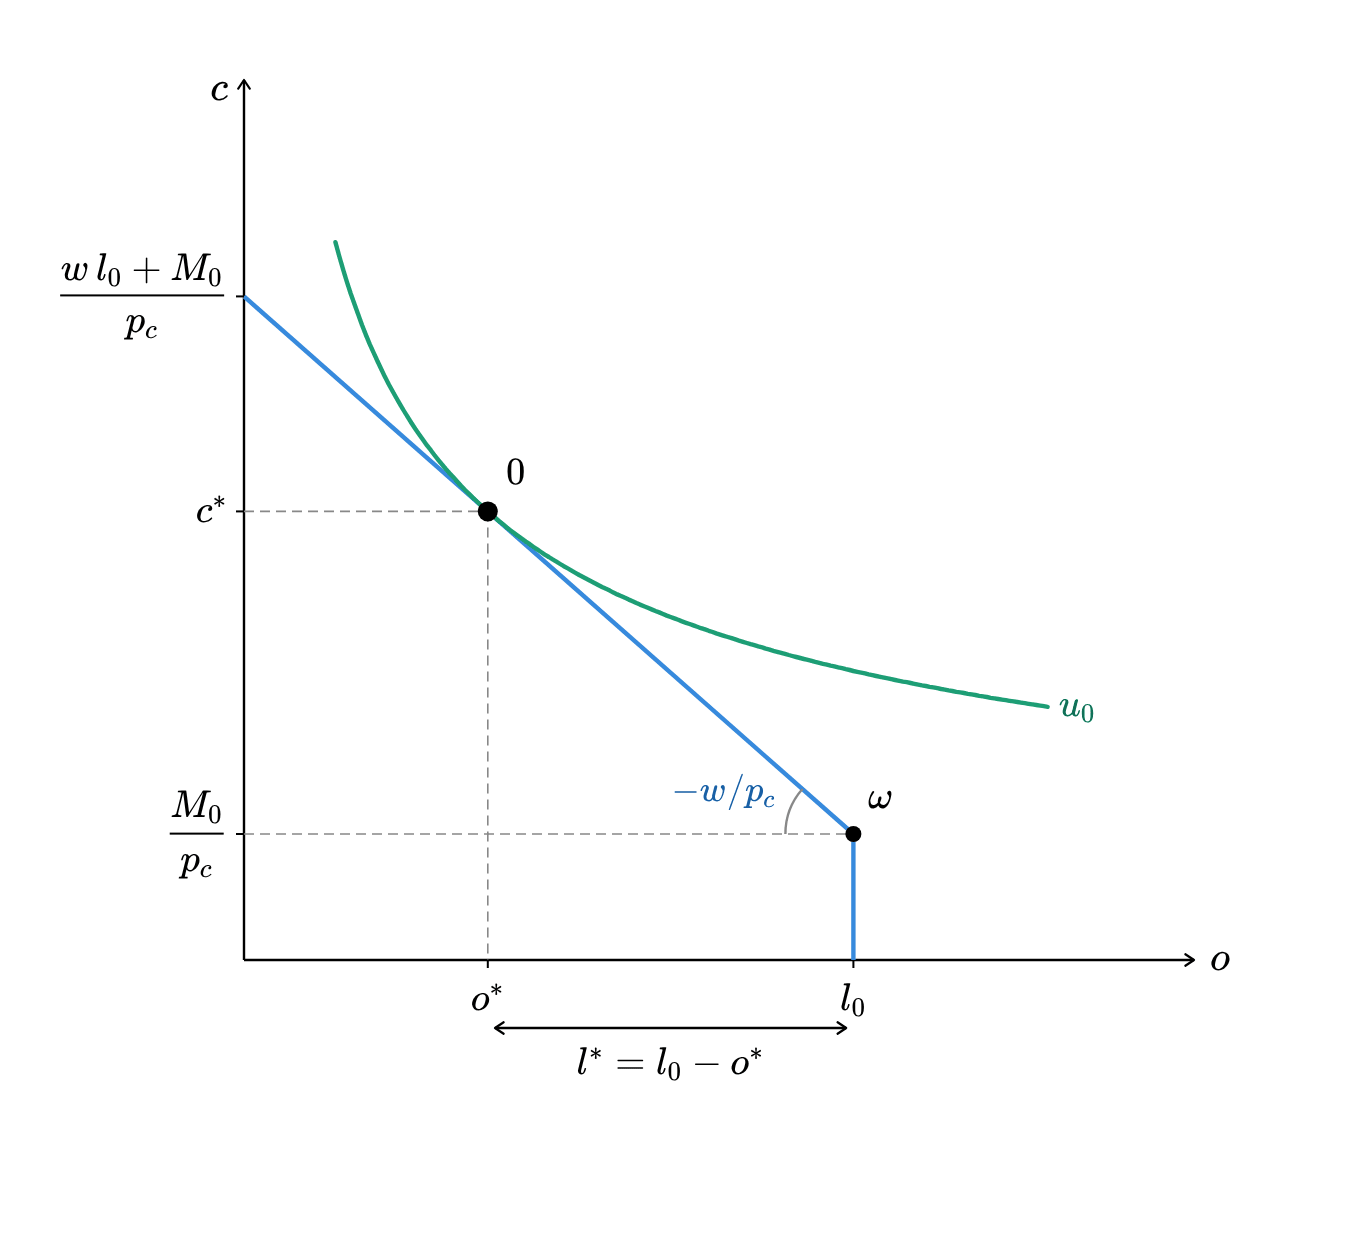 c
w l₀ + M₀
p_c
0
c*
u₀
−w/p_c
ω
M₀
p_c
o
o*
l₀
l* = l₀ − o*